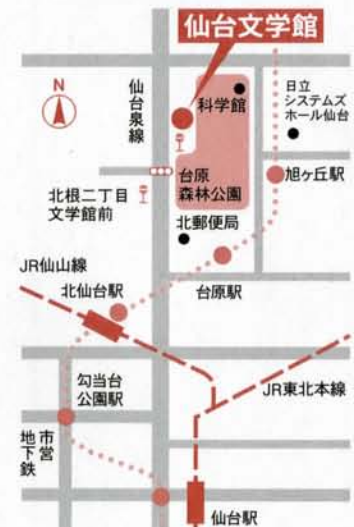 仙台文学館
N
仙台泉線
科学館
日立
システムズ
ホール仙台
台原
森林公園
旭ヶ丘駅
北根二丁目
文学館前
北郵便局
JR仙山線
北仙台駅
台原駅
勾当台
公園駅
JR東北本線
市営
地下鉄
仙台駅